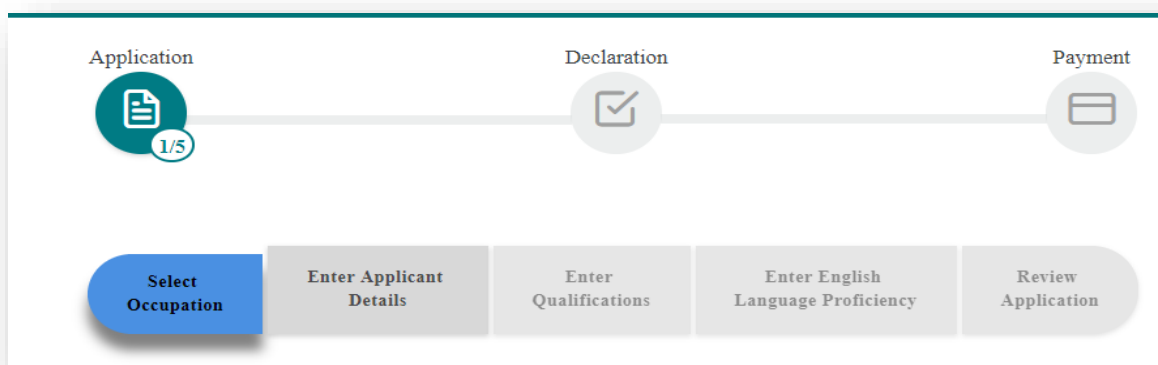 Application
Declaration
Payment
1/5
Select
Occupation
Enter Applicant
Details
Enter
Qualifications
Enter English
Language Proficiency
Review
Application